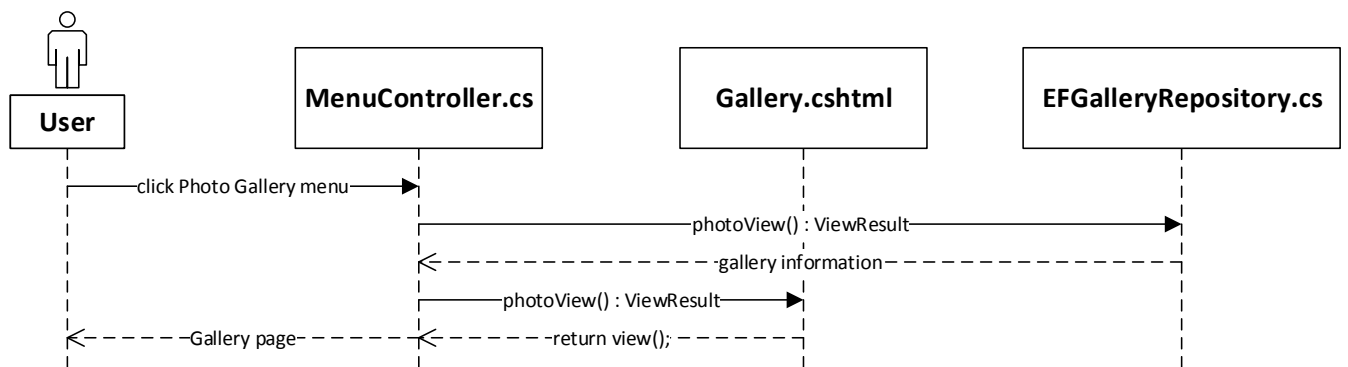 User
MenuController.cs
Gallery.cshtml
EFGalleryRepository.cs
click Photo Gallery menu
photoView() : ViewResult
gallery information
photoView() : ViewResult
Gallery page
return view();